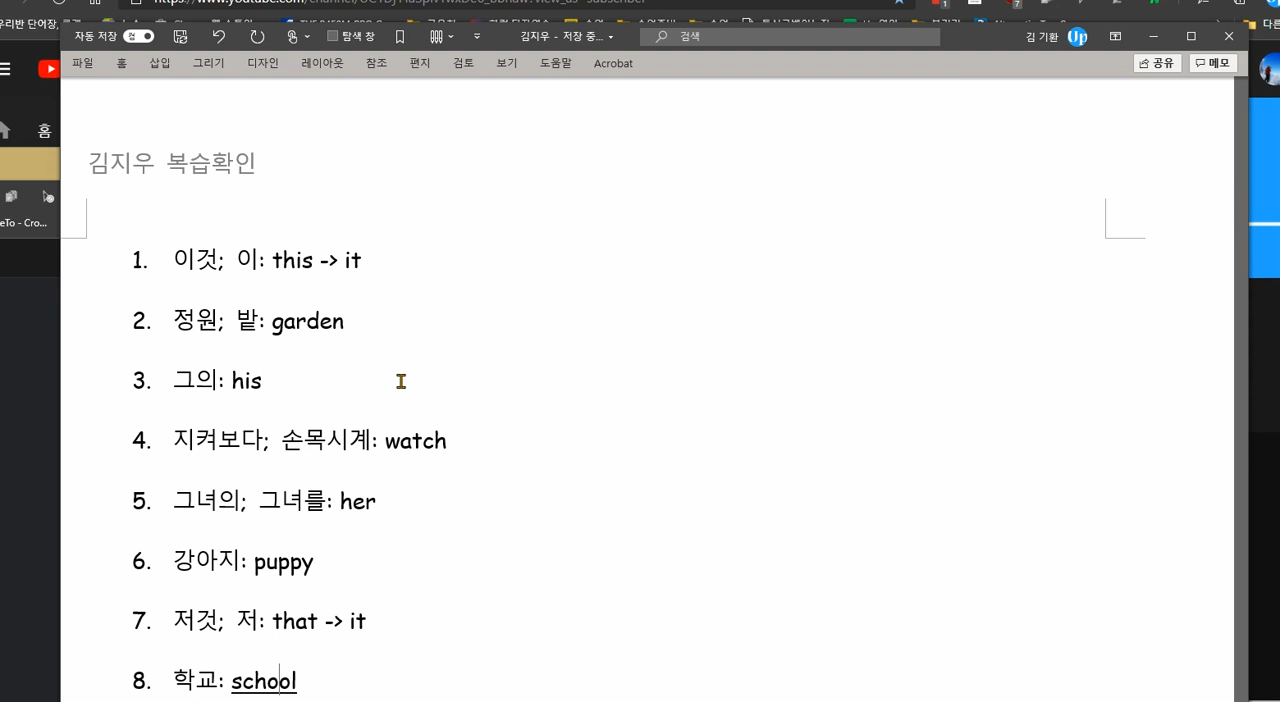 자동 저장 김지우 - 저장 중... 검색 김 기환 Up
파일 홈 삽입 그리기 디자인 레이아웃 참조 편지 검토 보기 도움말 Acrobat 공유 메모
홈
eTo - Cro...
김지우 복습확인
1. 이것; 이: this -> it
2. 정원; 밭: garden
3. 그의: his
4. 지켜보다; 손목시계: watch
5. 그녀의; 그녀를: her
6. 강아지: puppy
7. 저것; 저: that -> it
8. 학교: school